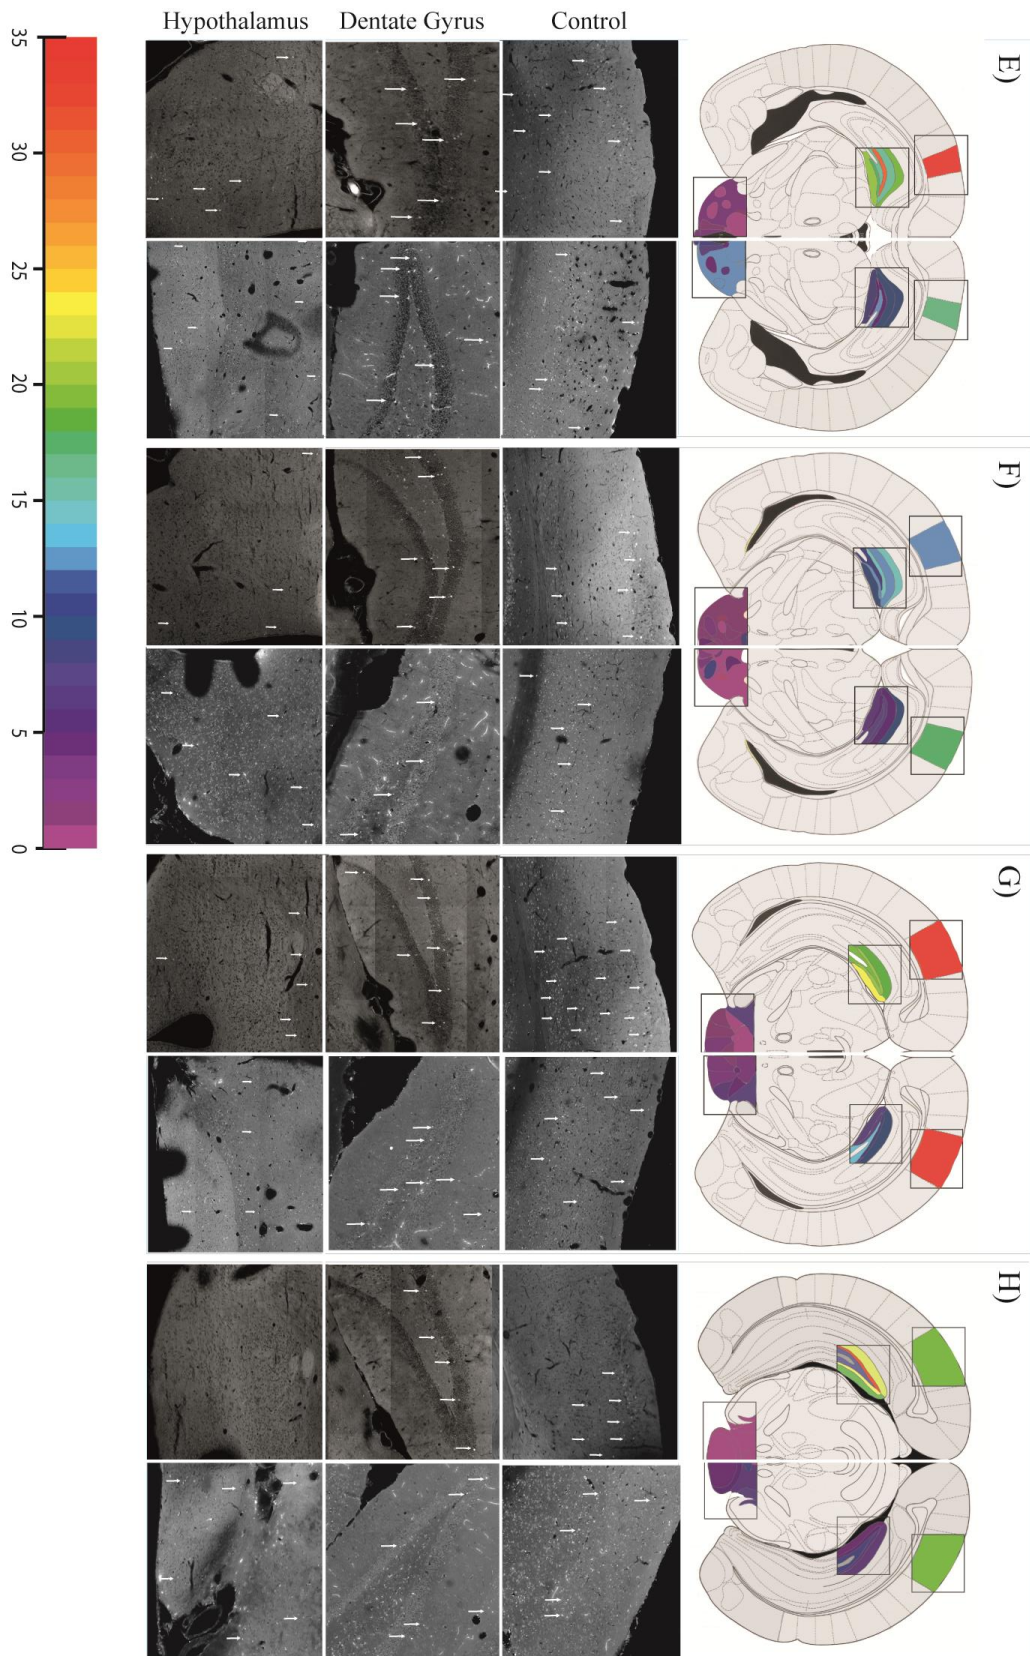 Hypothalamus
Dentate Gyrus
Control
E)
F)
G)
H)
35
30
25
20
15
10
5
0